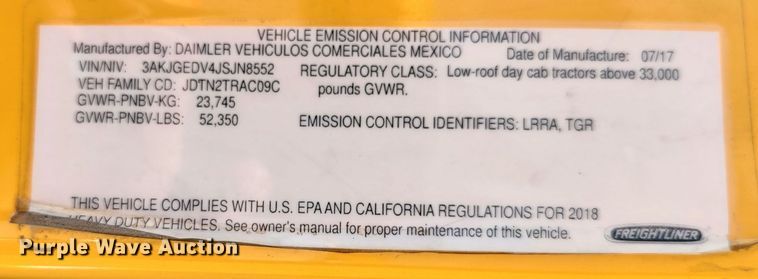 VEHICLE EMISSION CONTROL INFORMATION
Manufactured By: DAIMLER VEHICULOS COMERCIALES MEXICO Date of Manufacture: 07/17
VIN/NIV: 3AKJGEDV4JSJN8552 REGULATORY CLASS: Low-roof day cab tractors above 33,000
VEH FAMILY CD: JDTN2TRAC09C pounds GVWR.
GVWR-PNBV-KG: 23,745
GVWR-PNBV-LBS: 52,350 EMISSION CONTROL IDENTIFIERS: LRRA, TGR
THIS VEHICLE COMPLIES WITH U.S. EPA AND CALIFORNIA REGULATIONS FOR 2018
HEAVY DUTY VEHICLES. See owner's manual for proper maintenance of this vehicle. FREIGHTLINER
Purple Wave Auction